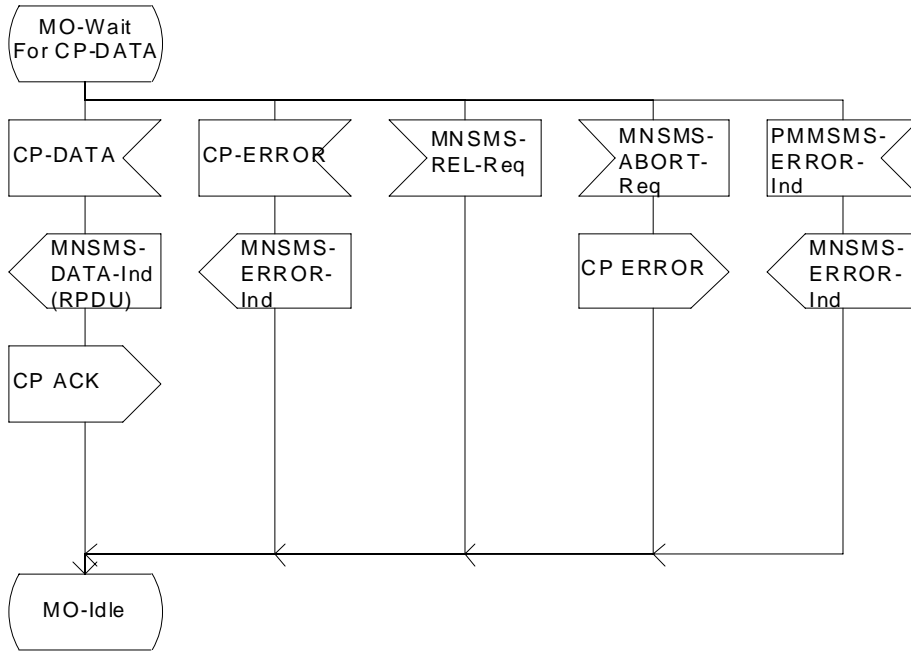 MO-Wait
For CP-DATA
CP-DATA
CP-ERROR
MNSMS-
REL-Req
MNSMS-
ABORT-
Req
PMMSMS-
ERROR-
Ind
MNSMS-
DATA-Ind
(RPDU)
MNSMS-
ERROR-
Ind
CP ERROR
MNSMS-
ERROR-
Ind
CP ACK
MO-Idle